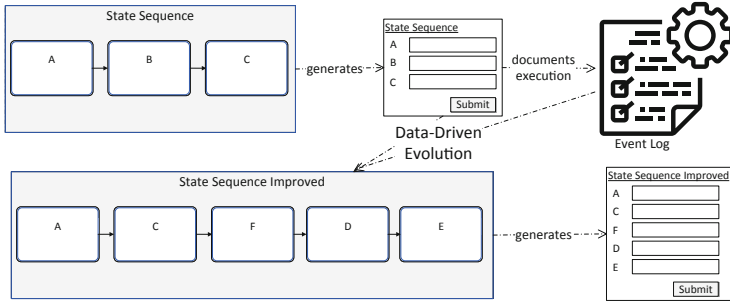 State Sequence
A
B
C
generates
State Sequence
A
B
C
Submit
documents
execution
Event Log
Data-Driven
Evolution
State Sequence Improved
A
C
F
D
E
generates
State Sequence Improved
A
C
F
D
E
Submit